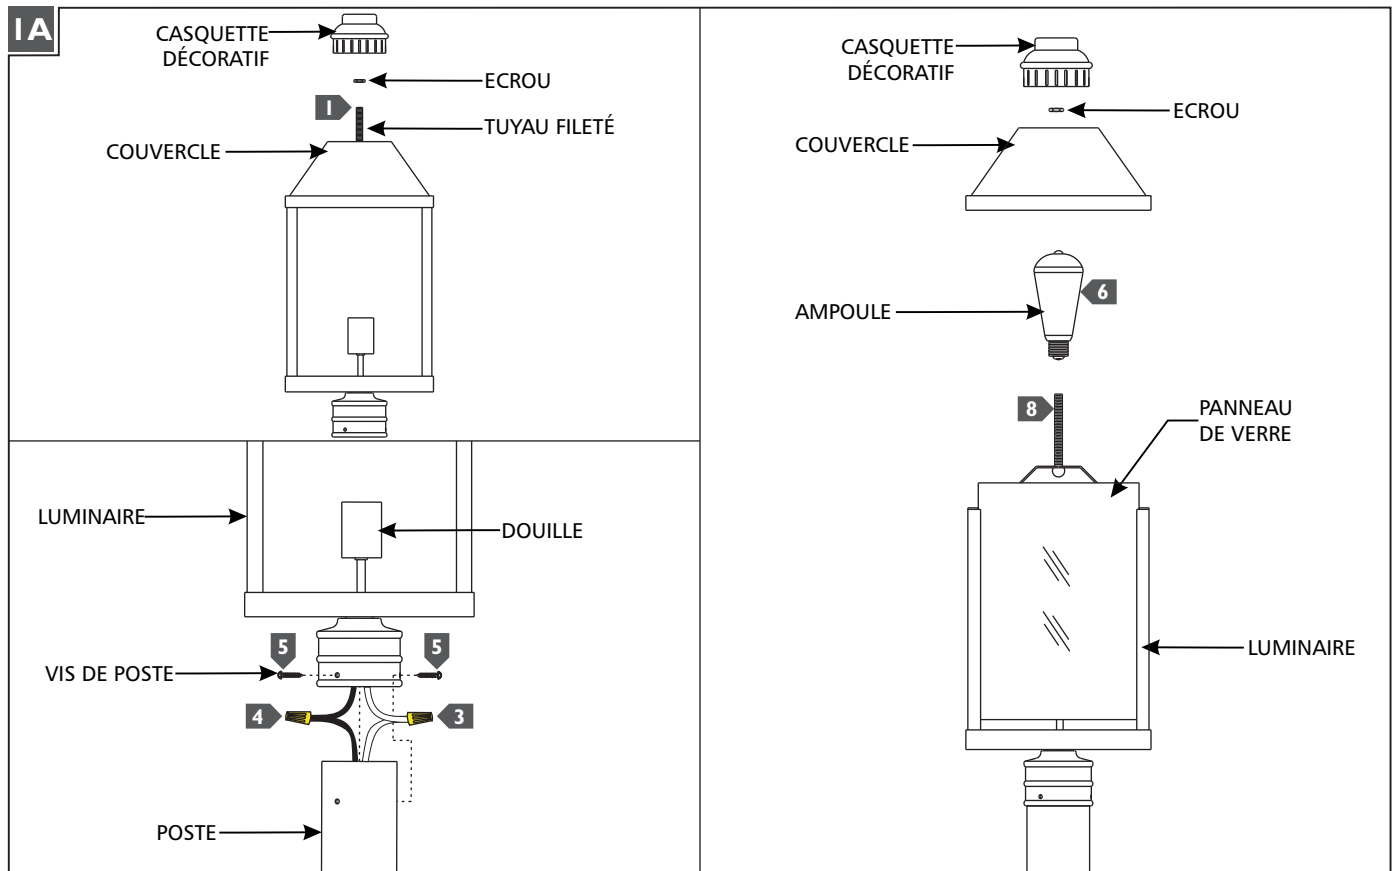 1A
CASQUETTE
DÉCORATIF
ECROU
1
TUYAU FILETÉ
COUVERCLE
LUMINAIRE
DOUILLE
5
5
VIS DE POSTE
4
3
POSTE
CASQUETTE
DÉCORATIF
ECROU
COUVERCLE
6
AMPOULE
8
PANNEAU
DE VERRE
LUMINAIRE